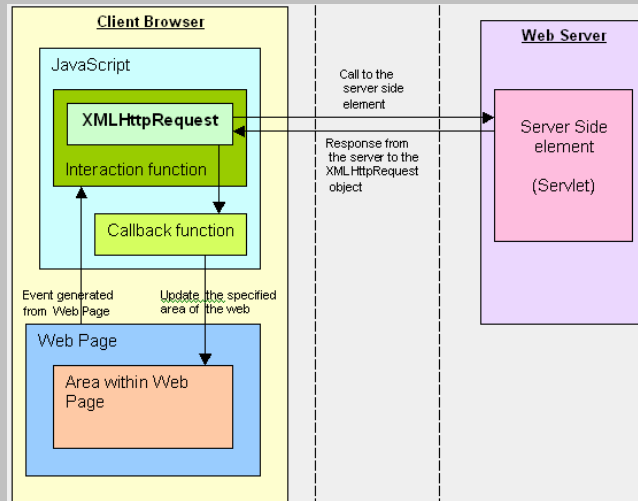 Client Browser
JavaScript
XMLHttpRequest
Interaction function
Callback function
Event generated
from Web Page
Update the specified
area of the web
Web Page
Area within Web
Page
Call to the
server side
element
Response from
the server to the
XMLHttpRequest
object
Web Server
Server Side
element
(Servlet)